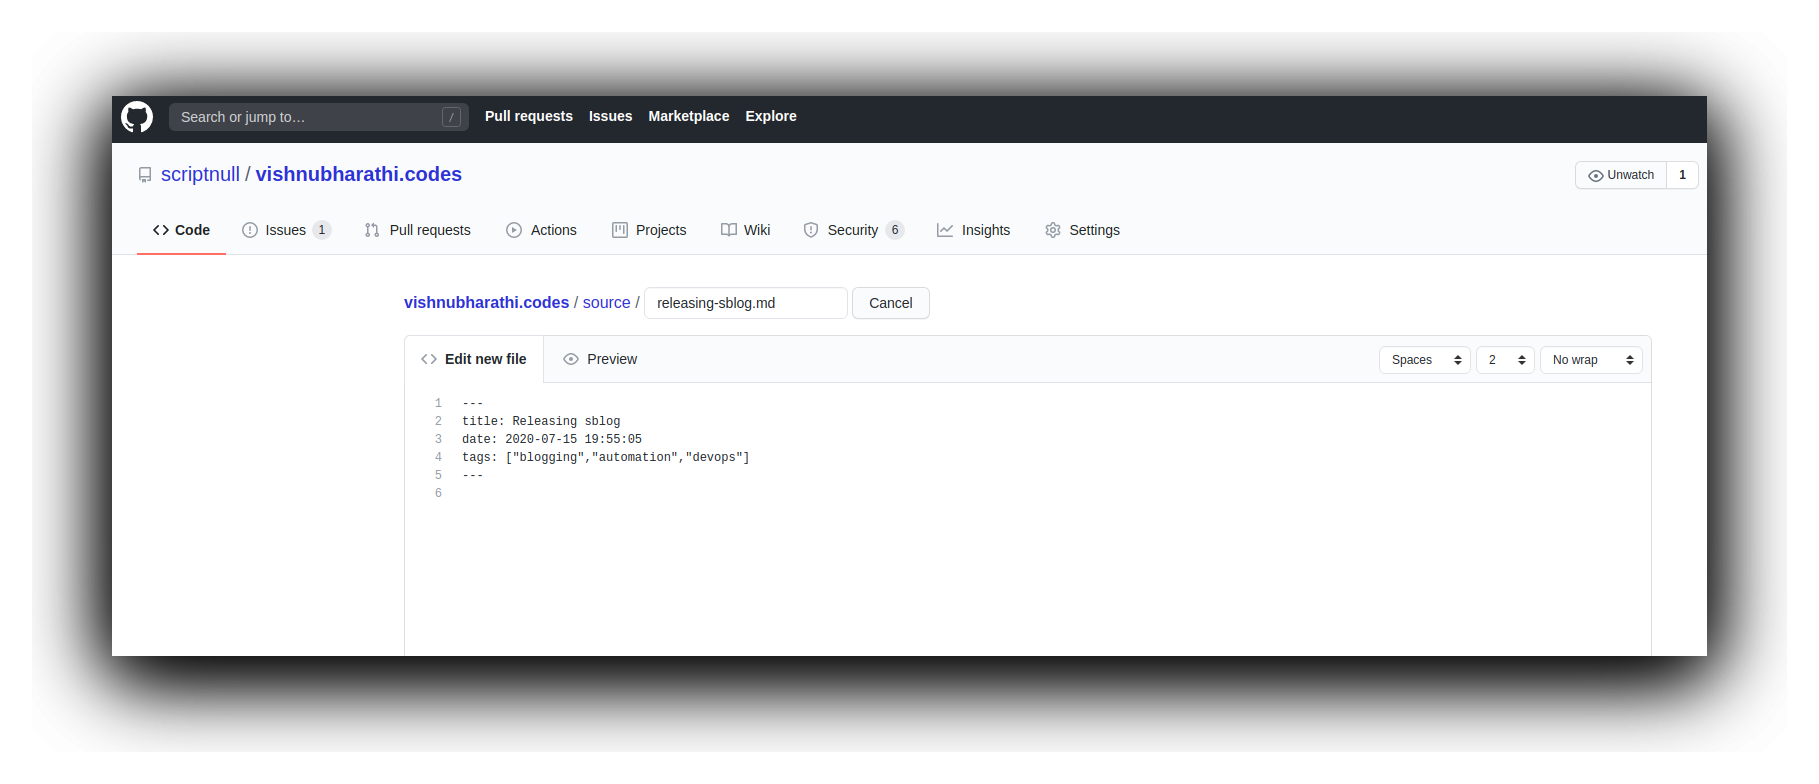 Search or jump to… / Pull requests Issues Marketplace Explore
scriptnull / vishnubharathi.codes Unwatch 1
Code Issues 1 Pull requests Actions Projects Wiki Security 6 Insights Settings
vishnubharathi.codes / source / releasing-sblog.md Cancel
Edit new file Preview Spaces 2 No wrap
1 ---
2 title: Releasing sblog
3 date: 2020-07-15 19:55:05
4 tags: ["blogging","automation","devops"]
5 ---
6